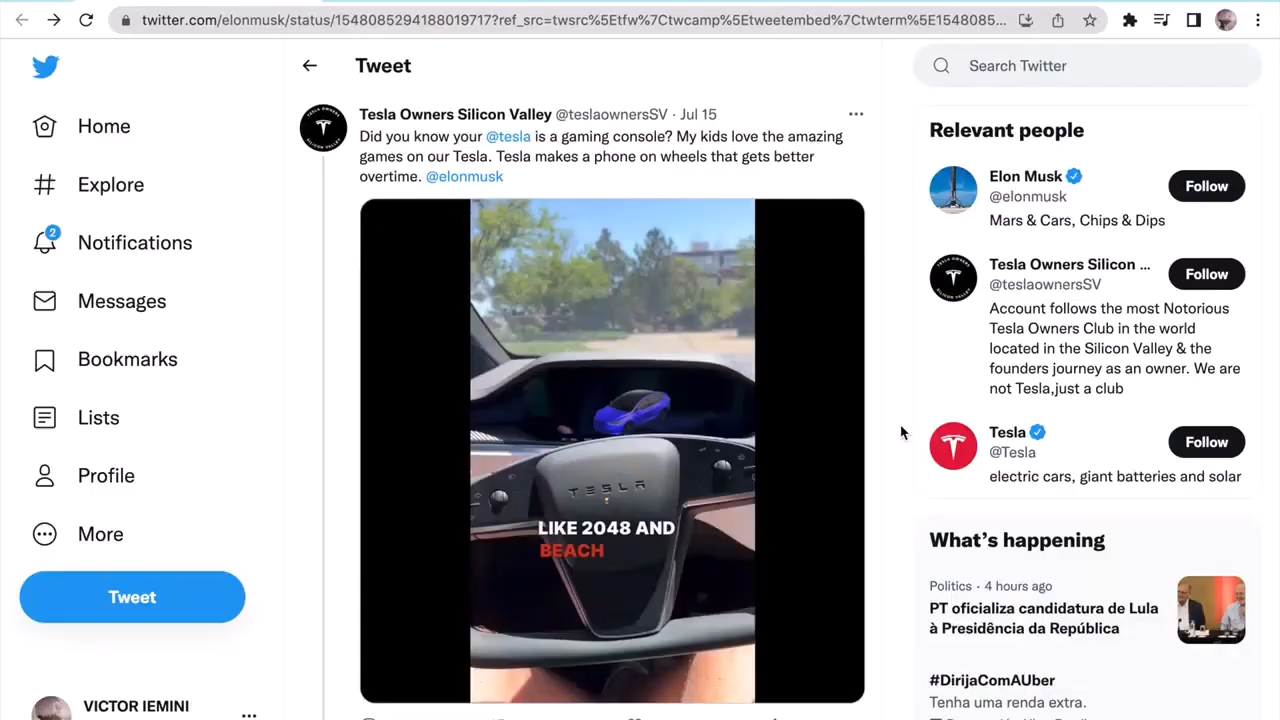 twitter.com/elonmusk/status/1548085294188019717?ref_src=twsrc%5Etfw%7Ctwcamp%5Etweetembed%7Ctwterm%5E1548085...
Home
Explore
2
Notifications
Messages
Bookmarks
Lists
Profile
More
Tweet
VICTOR IEMINI
Tweet
Tesla Owners Silicon Valley @teslaownersSV · Jul 15
Did you know your @tesla is a gaming console? My kids love the amazing
games on our Tesla. Tesla makes a phone on wheels that gets better
overtime. @elonmusk
TESLA
LIKE 2048 AND
BEACH
Search Twitter
Relevant people
Elon Musk
@elonmusk
Follow
Mars & Cars, Chips & Dips
Tesla Owners Silicon ...
@teslaownersSV
Follow
Account follows the most Notorious
Tesla Owners Club in the world
located in the Silicon Valley & the
founders journey as an owner. We are
not Tesla,just a club
Tesla
@Tesla
Follow
electric cars, giant batteries and solar
What's happening
Politics · 4 hours ago
PT oficializa candidatura de Lula
à Presidência da República
#DirijaComAUber
Tenha uma renda extra.